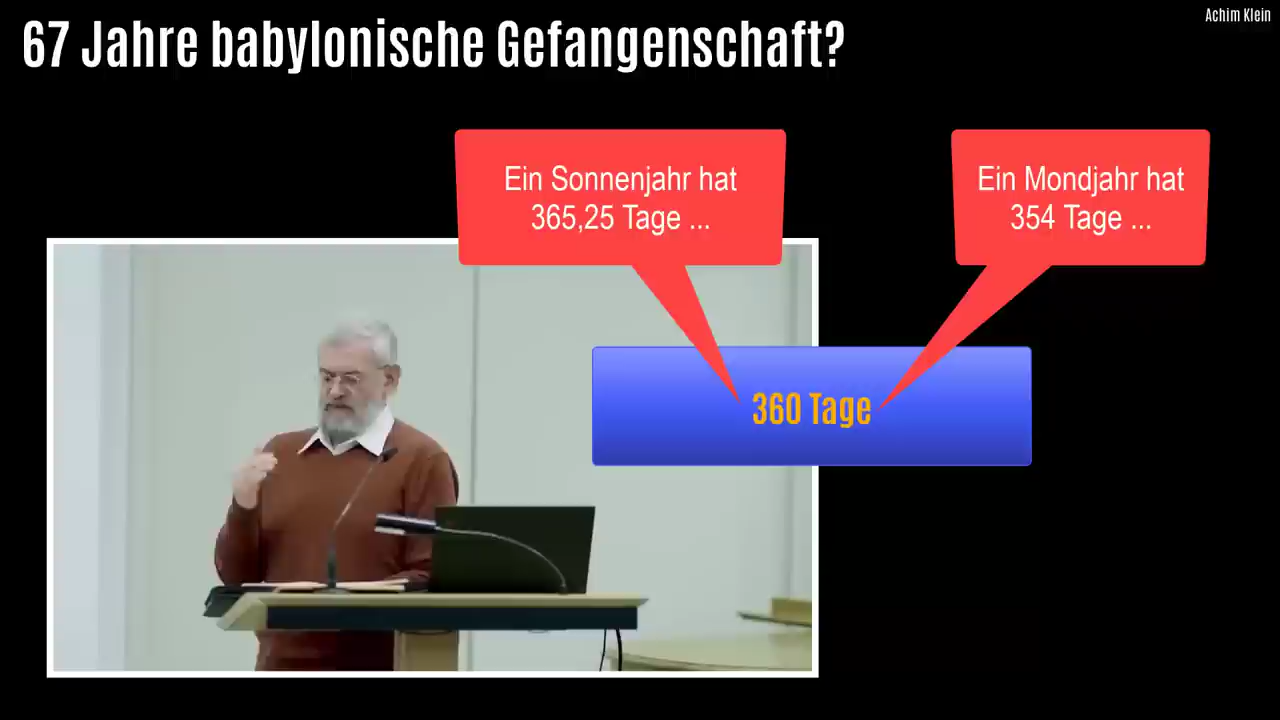 Achim Klein
67 Jahre babylonische Gefangenschaft?
Ein Sonnenjahr hat
365,25 Tage ...
Ein Mondjahr hat
354 Tage ...
360 Tage